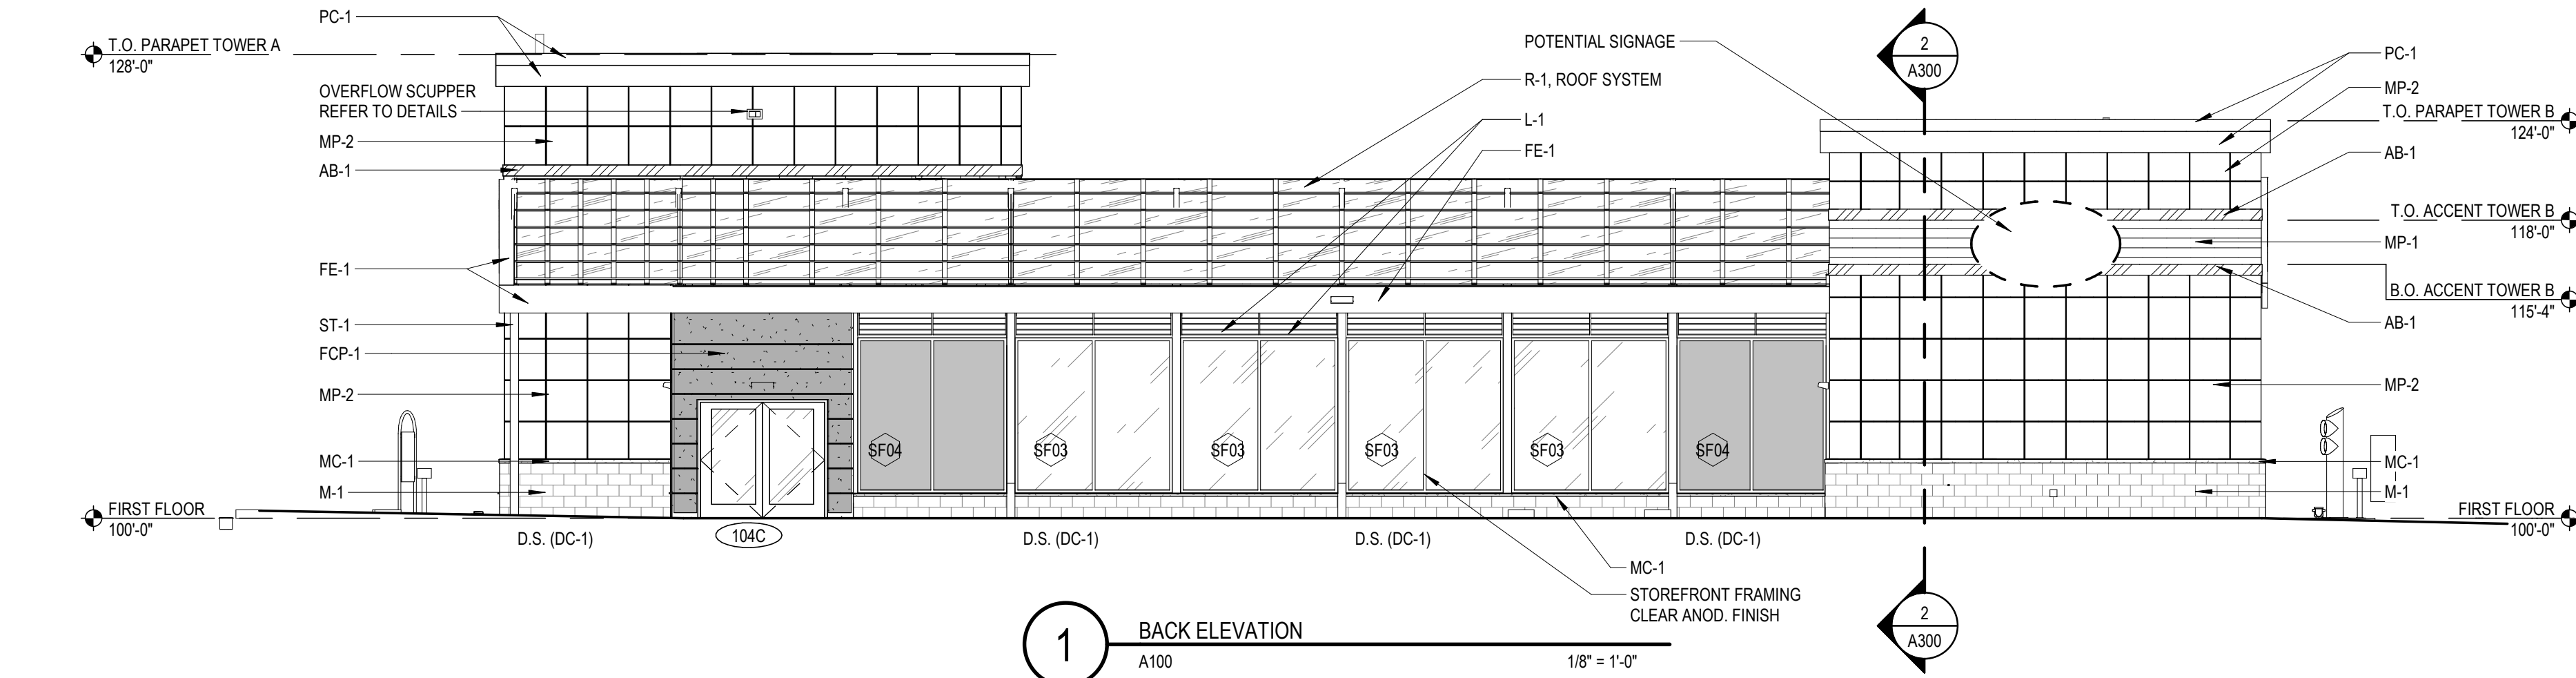 PC-1
T.O. PARAPET TOWER A
128'-0"
OVERFLOW SCUPPER
REFER TO DETAILS
MP-2
AB-1
FE-1
ST-1
FCP-1
MP-2
MC-1
M-1
FIRST FLOOR
100'-0"
POTENTIAL SIGNAGE
R-1, ROOF SYSTEM
L-1
FE-1
2
A300
PC-1
MP-2
T.O. PARAPET TOWER B
124'-0"
AB-1
T.O. ACCENT TOWER B
118'-0"
MP-1
B.O. ACCENT TOWER B
115'-4"
AB-1
MP-2
MC-1
M-1
FIRST FLOOR
100'-0"
SF04
SF03
SF03
SF03
SF03
SF04
D.S. (DC-1)
104C
D.S. (DC-1)
D.S. (DC-1)
D.S. (DC-1)
MC-1
STOREFRONT FRAMING
CLEAR ANOD. FINISH
2
A300
1
BACK ELEVATION
A100
1/8" = 1'-0"